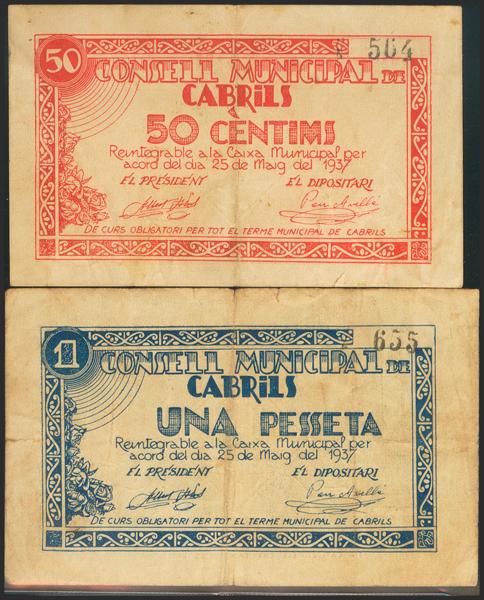 50
A 564
CONSELL MUNICIPAL DE
CABRILS
50 CÈNTIMS
Reintegrable a la Caixa Municipal per
acord del dia 25 de Maig del 1937
EL PRESIDENT EL DIPOSITARI
DE CURS OBLIGATORI PER TOT EL TERME MUNICIPAL DE CABRILS
1
655
CONSELL MUNICIPAL DE
CABRILS
UNA PESSETA
Reintegrable a la Caixa Municipal per
acord del dia 25 de Maig del 1937
EL PRESIDENT EL DIPOSITARI
DE CURS OBLIGATORI PER TOT EL TERME MUNICIPAL DE CABRILS